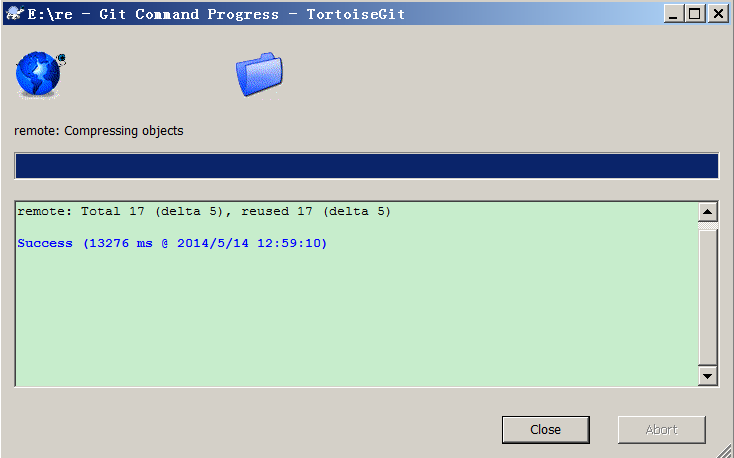 E:\re - Git Command Progress - TortoiseGit
remote: Compressing objects
remote: Total 17 (delta 5), reused 17 (delta 5)
Success (13276 ms @ 2014/5/14 12:59:10)
Close
Abort